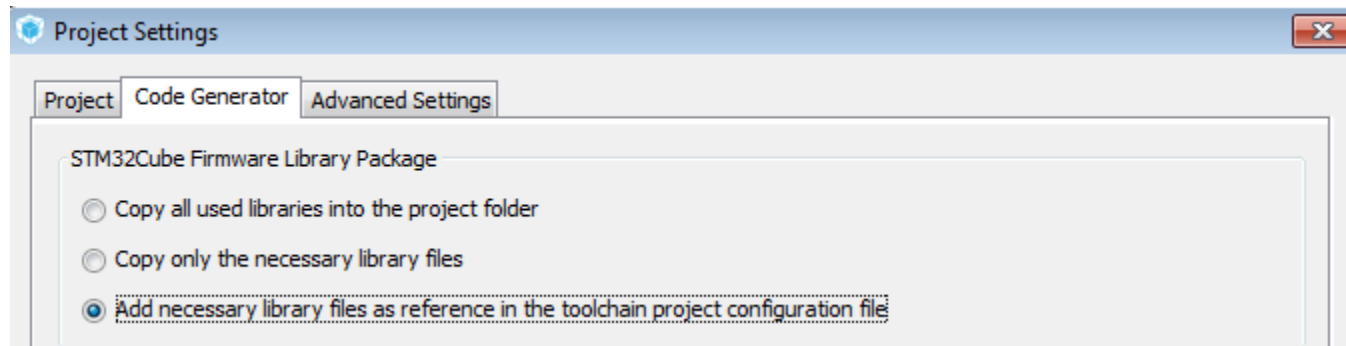 Project Settings
Project Code Generator Advanced Settings
STM32Cube Firmware Library Package
Copy all used libraries into the project folder
Copy only the necessary library files
Add necessary library files as reference in the toolchain project configuration file